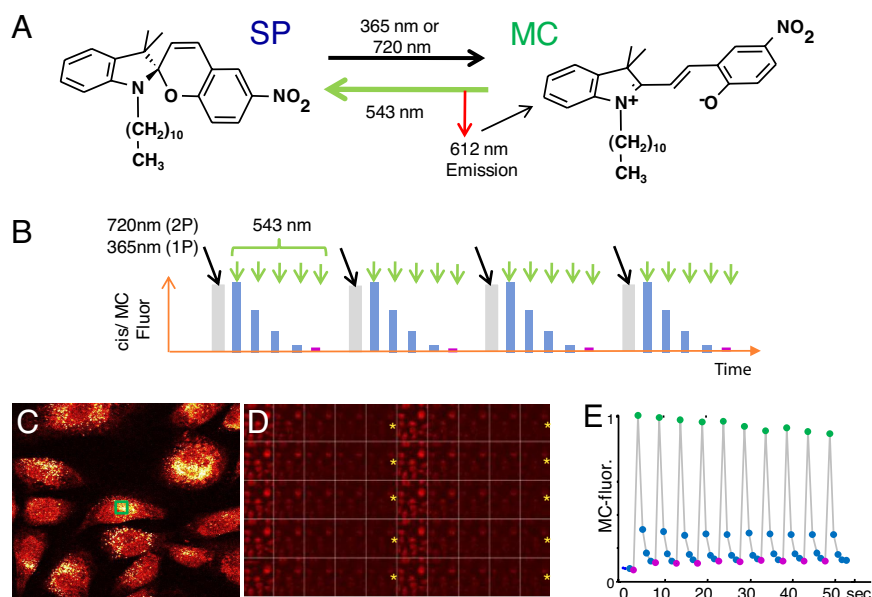 A
SP
365 nm or
720 nm
MC
543 nm
612 nm
Emission
N
O
NO₂
(CH₂)₁₀
CH₃
N⁺
⁻O
NO₂
(CH₂)₁₀
CH₃
B
720nm (2P)
365nm (1P)
543 nm
cis/ MC
Fluor
Time
C
D
* *
* *
* *
* *
* *
E
MC-fluor.
1
0
0 10 20 30 40 50 sec